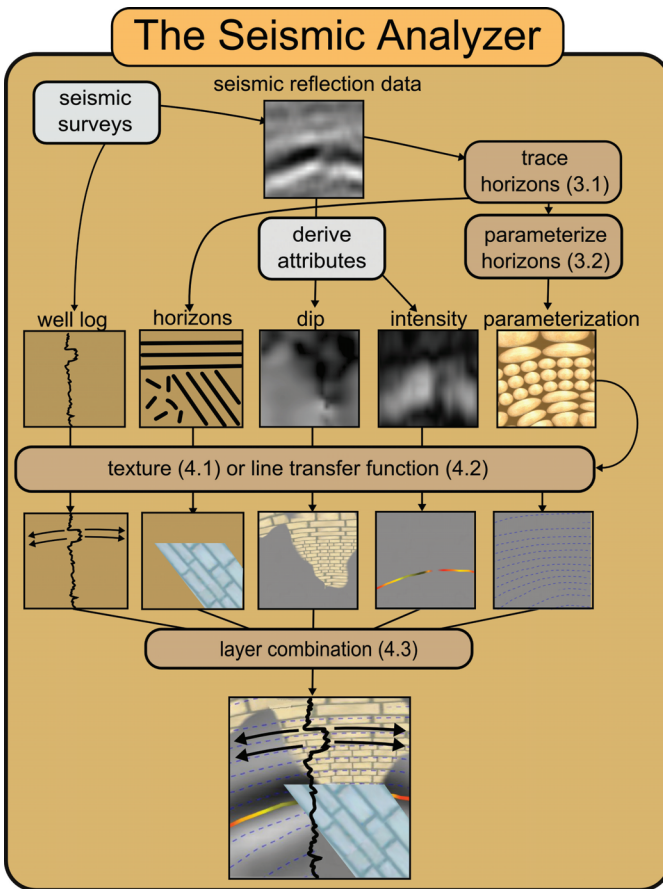 The Seismic Analyzer
seismic reflection data
seismic
surveys
trace
horizons (3.1)
derive
attributes
parameterize
horizons (3.2)
well log
horizons
dip
intensity
parameterization
texture (4.1) or line transfer function (4.2)
layer combination (4.3)